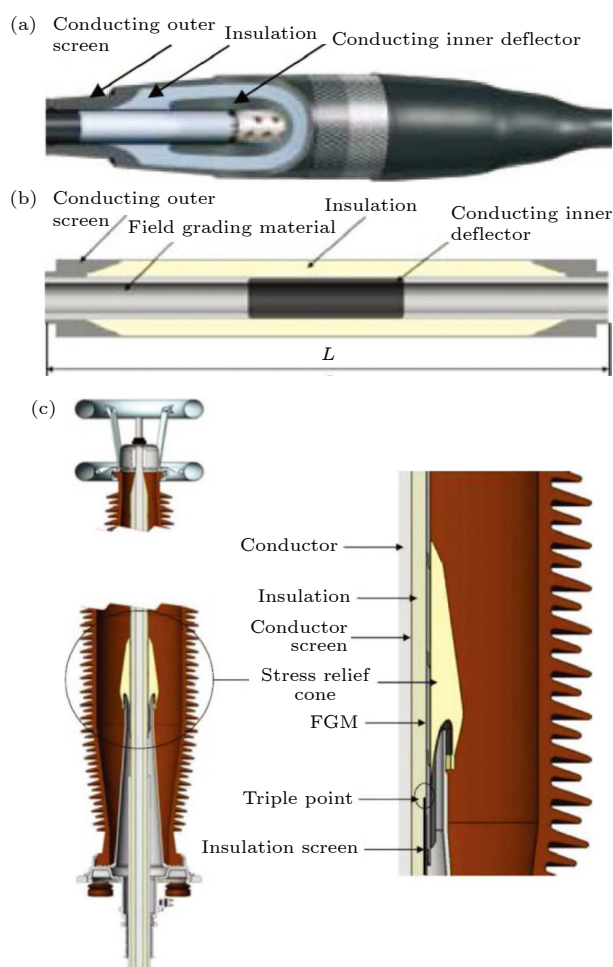 (a)
Conducting outer
screen
Insulation
Conducting inner deflector
(b)
Conducting outer
screen
Field grading material
Insulation
Conducting inner
deflector
L
(c)
Conductor
Insulation
Conductor
screen
Stress relief
cone
FGM
Triple point
Insulation screen